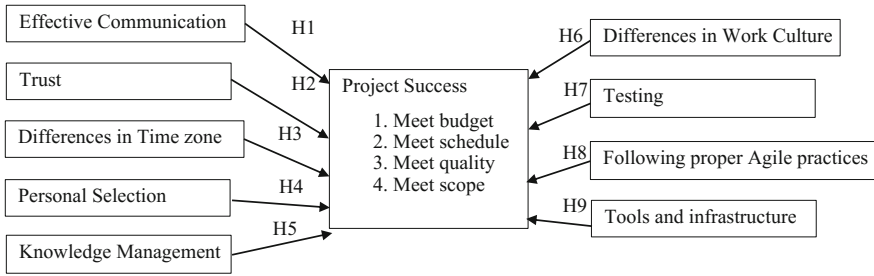 Effective Communication
H1
Trust
H2
Differences in Time zone
H3
Personal Selection
H4
Knowledge Management
H5
Project Success
1. Meet budget
2. Meet schedule
3. Meet quality
4. Meet scope
H6
Differences in Work Culture
H7
Testing
H8
Following proper Agile practices
H9
Tools and infrastructure